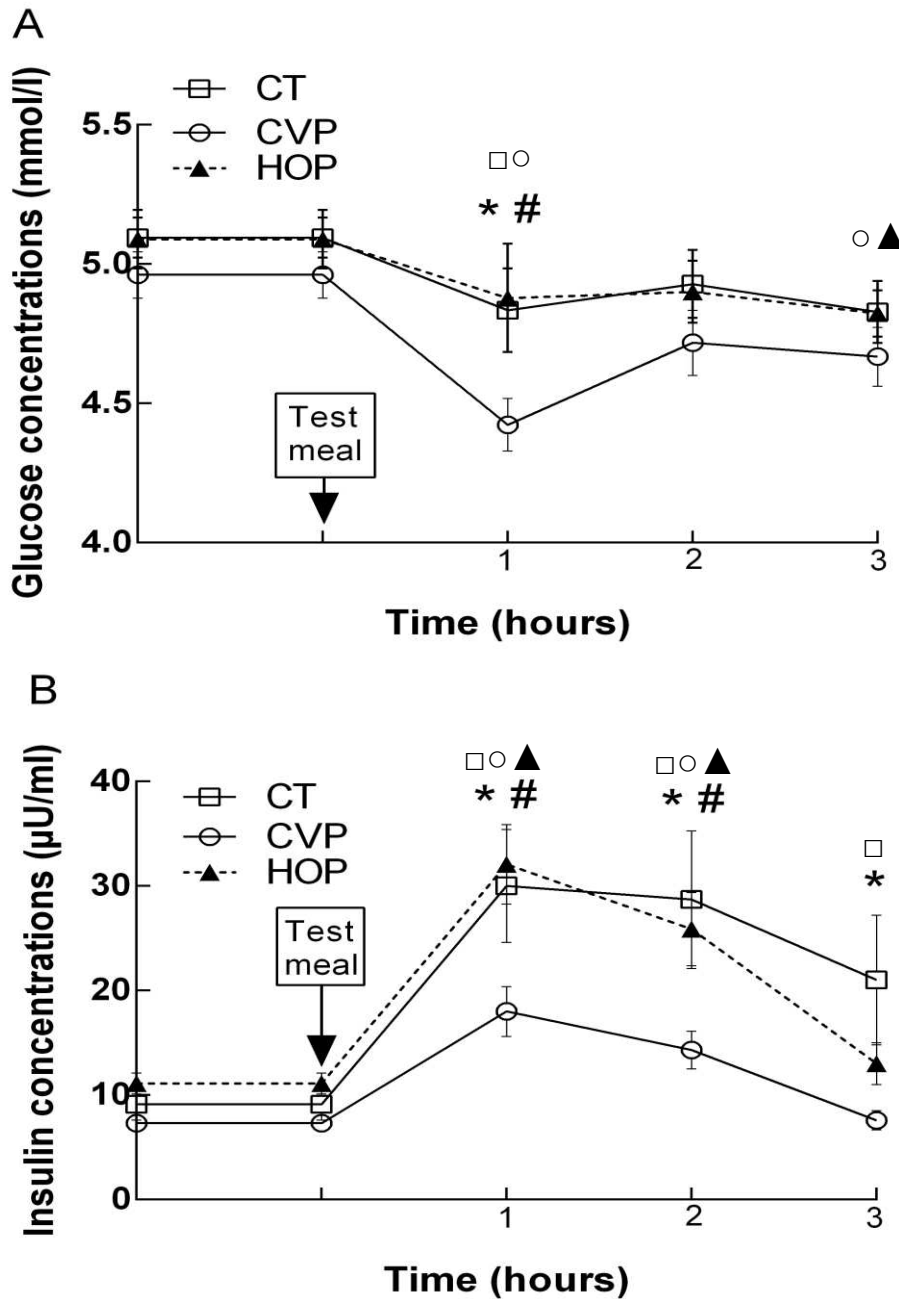 A
Glucose concentrations (mmol/l)
CT
CVP
HOP
5.5
5.0
4.5
4.0
□○
* #
○▲
Test
meal
1
2
3
Time (hours)
B
Insulin concentrations (µU/ml)
CT
CVP
HOP
40
30
20
10
0
□○▲
* #
□○▲
* #
□
*
Test
meal
1
2
3
Time (hours)